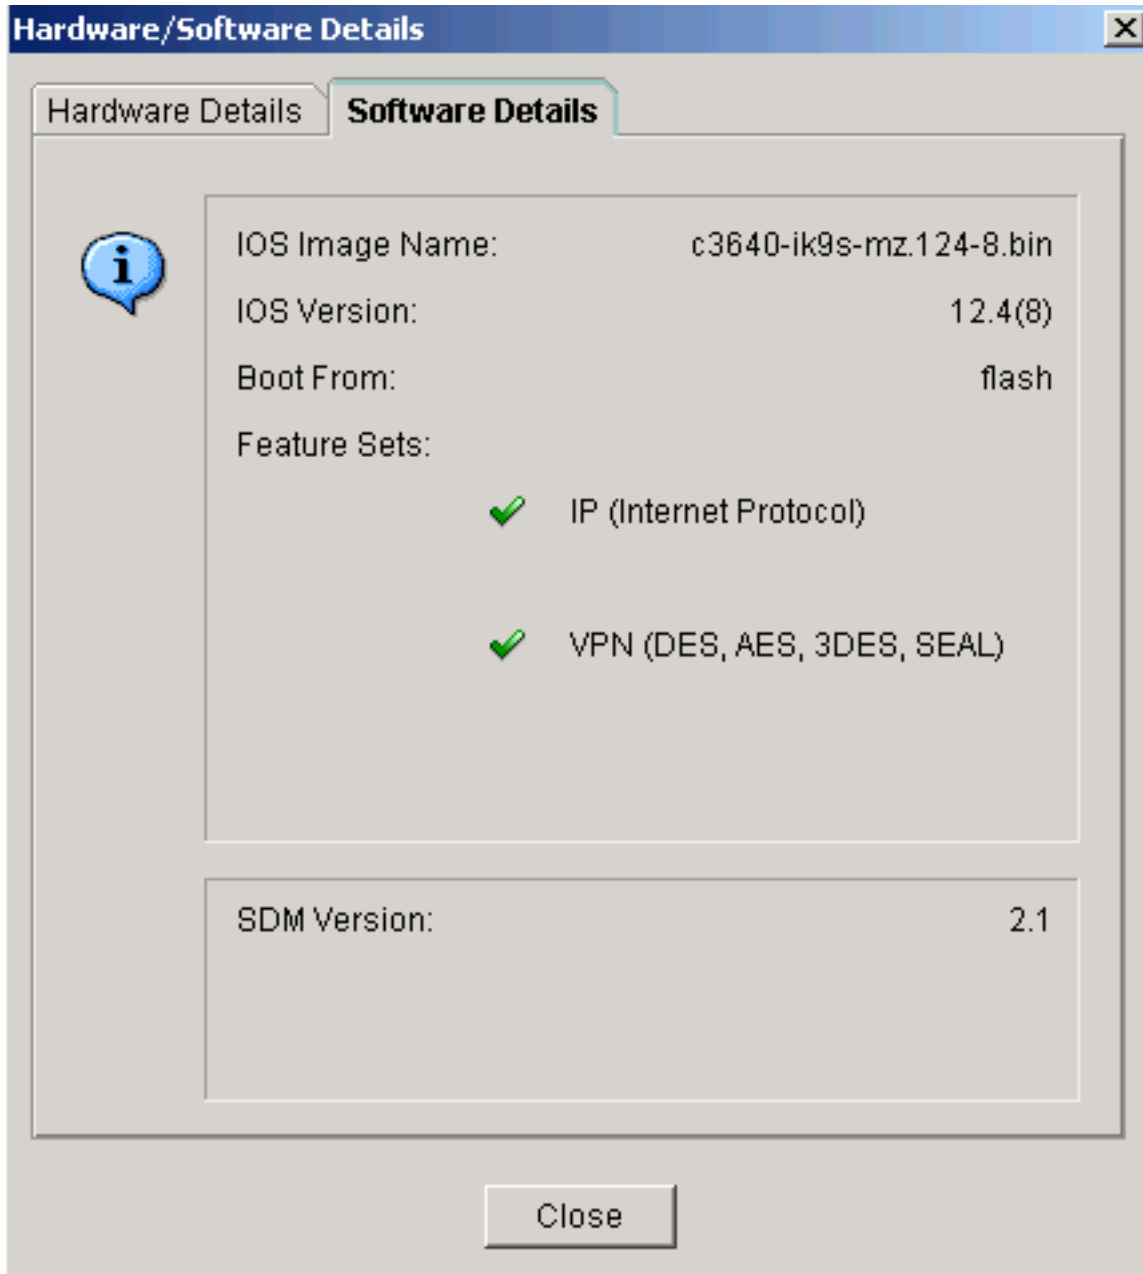 Hardware/Software Details
Hardware Details
Software Details
IOS Image Name: c3640-ik9s-mz.124-8.bin
IOS Version: 12.4(8)
Boot From: flash
Feature Sets:
IP (Internet Protocol)
VPN (DES, AES, 3DES, SEAL)
SDM Version: 2.1
Close